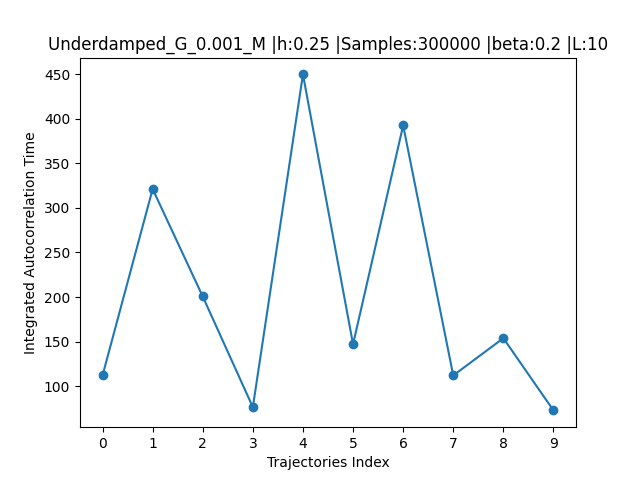 Underdamped_G_0.001_M |h:0.25 |Samples:300000 |beta:0.2 |L:10
Integrated Autocorrelation Time
450
400
350
300
250
200
150
100
0 1 2 3 4 5 6 7 8 9
Trajectories Index